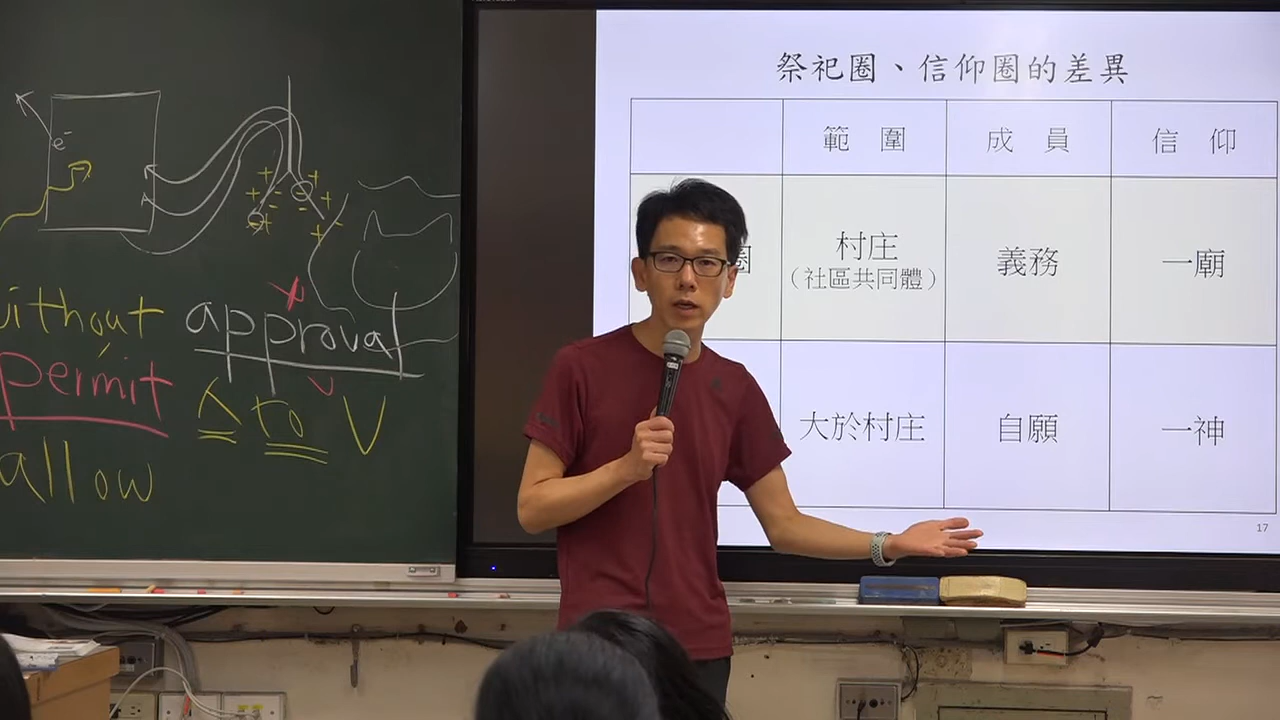 e⁻
without approval
permit to V
allow
祭祀圈、信仰圈的差異
範圍 成員 信仰
圈 村庄 義務 一廟
（社區共同體）
大於村庄 自願 一神
17